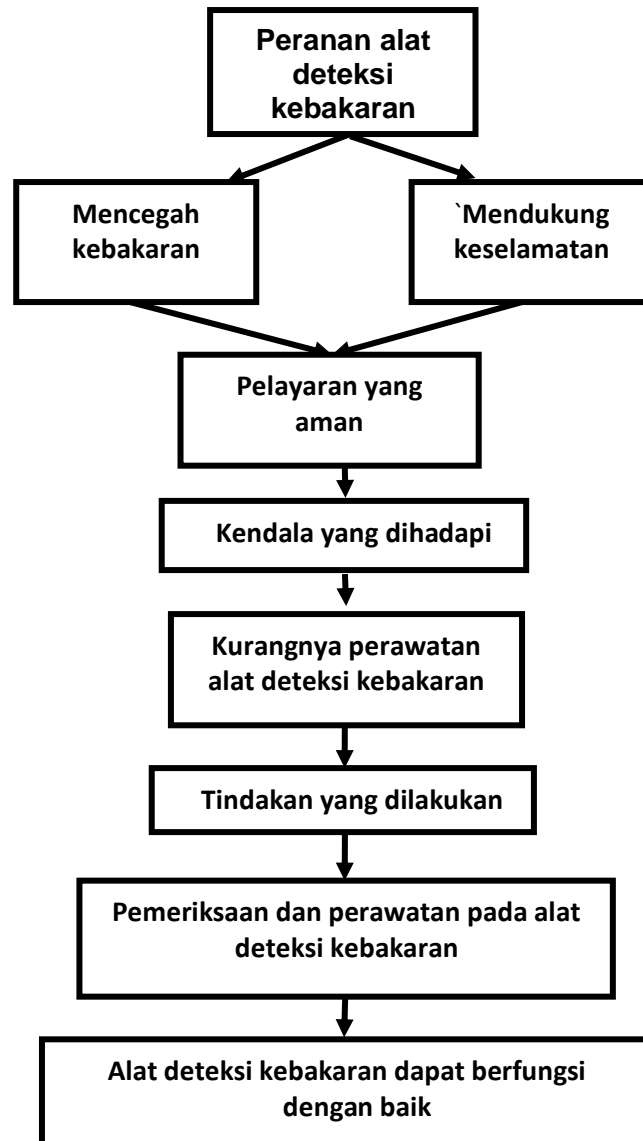 Peranan alat
deteksi
kebakaran
Mencegah
kebakaran
`Mendukung
keselamatan
Pelayaran yang
aman
Kendala yang dihadapi
Kurangnya perawatan
alat deteksi kebakaran
Tindakan yang dilakukan
Pemeriksaan dan perawatan pada alat
deteksi kebakaran
Alat deteksi kebakaran dapat berfungsi
dengan baik